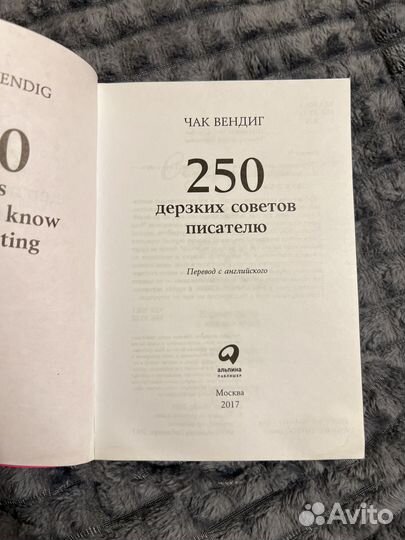 ENDIG
0
s
know
ting
ЧАК ВЕНДИГ
250
дерзких советов
писателю
Перевод с английского
альпина
ПАБЛИШЕР
Москва
2017
Avito